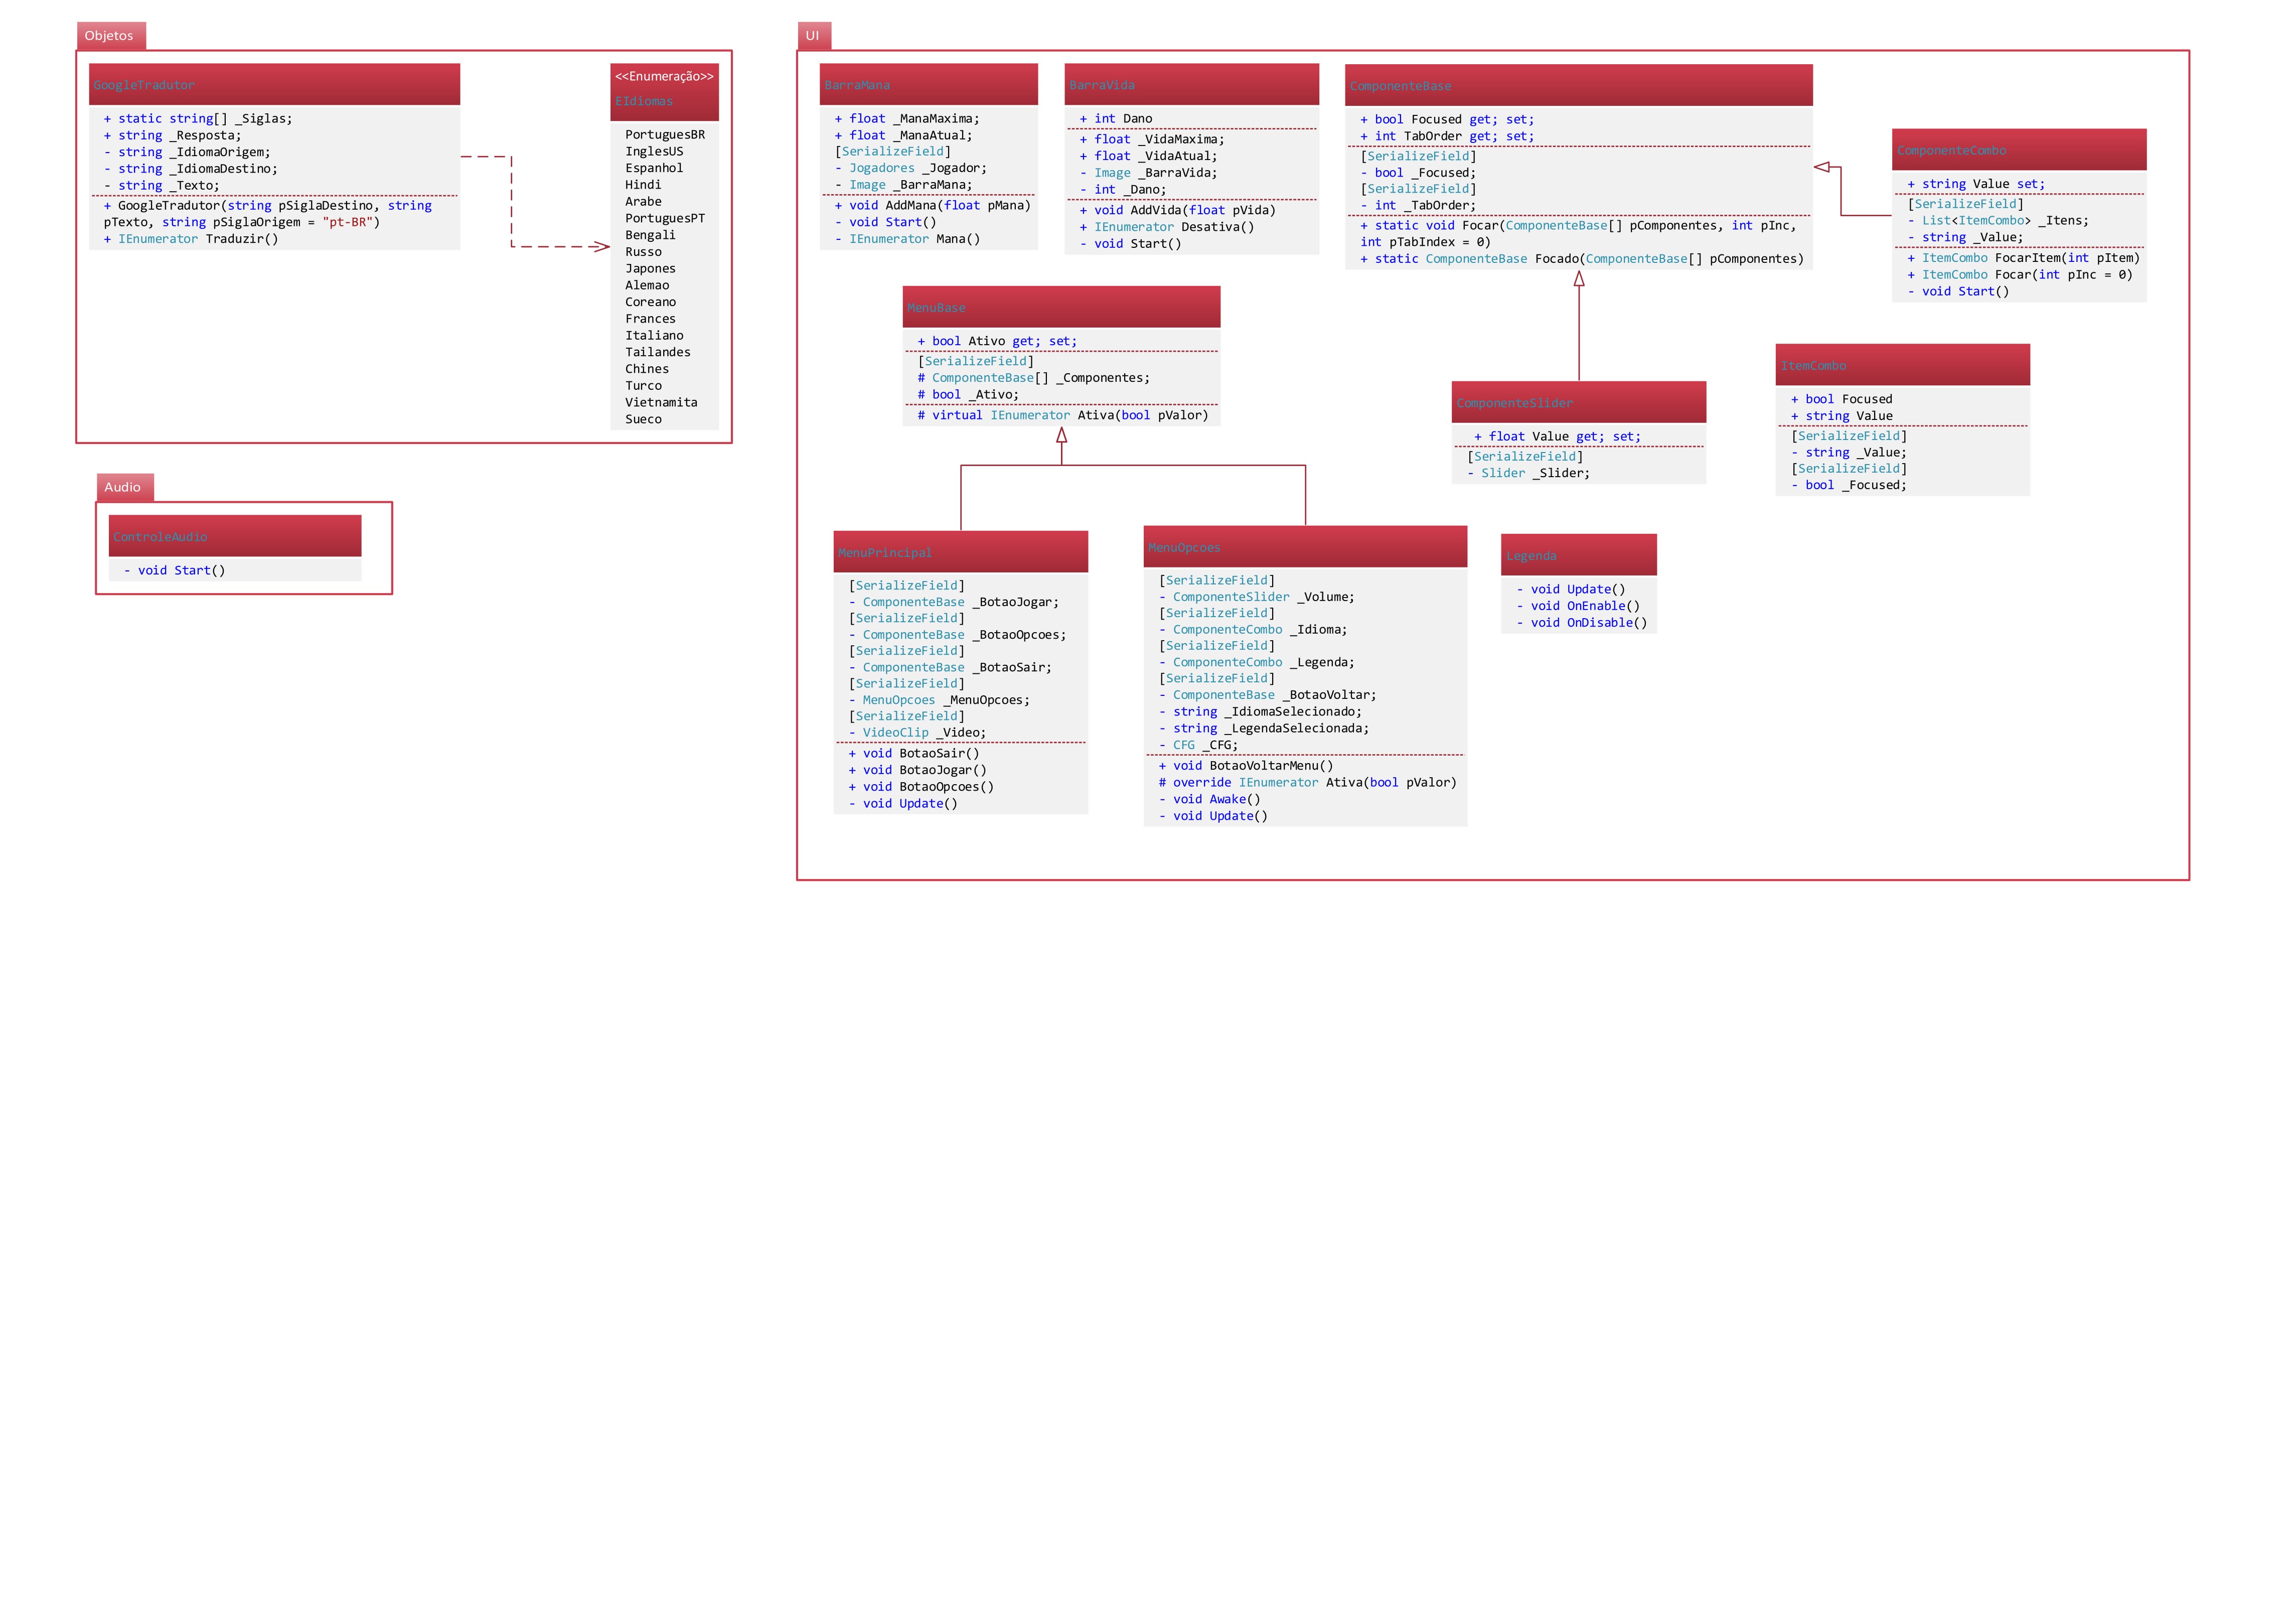 Objetos
GoogleTradutor
+ static string[] _Siglas;
+ string _Resposta;
- string _IdiomaOrigem;
- string _IdiomaDestino;
- string _Texto;
+ GoogleTradutor(string pSiglaDestino, string
pTexto, string pSiglaOrigem = "pt-BR")
+ IEnumerator Traduzir()
<<Enumeração>>
EIdiomas
PortuguesBR
InglesUS
Espanhol
Hindi
Arabe
PortuguesPT
Bengali
Russo
Japones
Alemao
Coreano
Frances
Italiano
Tailandes
Chines
Turco
Vietnamita
Sueco
Audio
ControleAudio
- void Start()
UI
BarraMana
+ float _ManaMaxima;
+ float _ManaAtual;
[SerializeField]
- Jogadores _Jogador;
- Image _BarraMana;
+ void AddMana(float pMana)
- void Start()
- IEnumerator Mana()
BarraVida
+ int Dano
+ float _VidaMaxima;
+ float _VidaAtual;
- Image _BarraVida;
- int _Dano;
+ void AddVida(float pVida)
+ IEnumerator Desativa()
- void Start()
ComponenteBase
+ bool Focused get; set;
+ int TabOrder get; set;
[SerializeField]
- bool _Focused;
[SerializeField]
- int _TabOrder;
+ static void Focar(ComponenteBase[] pComponentes, int pInc,
int pTabIndex = 0)
+ static ComponenteBase Focado(ComponenteBase[] pComponentes)
ComponenteCombo
+ string Value set;
[SerializeField]
- List<ItemCombo> _Itens;
- string _Value;
+ ItemCombo FocarItem(int pItem)
+ ItemCombo Focar(int pInc = 0)
- void Start()
MenuBase
+ bool Ativo get; set;
[SerializeField]
# ComponenteBase[] _Componentes;
# bool _Ativo;
# virtual IEnumerator Ativa(bool pValor)
ComponenteSlider
+ float Value get; set;
[SerializeField]
- Slider _Slider;
ItemCombo
+ bool Focused
+ string Value
[SerializeField]
- string _Value;
[SerializeField]
- bool _Focused;
MenuPrincipal
[SerializeField]
- ComponenteBase _BotaoJogar;
[SerializeField]
- ComponenteBase _BotaoOpcoes;
[SerializeField]
- ComponenteBase _BotaoSair;
[SerializeField]
- MenuOpcoes _MenuOpcoes;
[SerializeField]
- VideoClip _Video;
+ void BotaoSair()
+ void BotaoJogar()
+ void BotaoOpcoes()
- void Update()
MenuOpcoes
[SerializeField]
- ComponenteSlider _Volume;
[SerializeField]
- ComponenteCombo _Idioma;
[SerializeField]
- ComponenteCombo _Legenda;
[SerializeField]
- ComponenteBase _BotaoVoltar;
- string _IdiomaSelecionado;
- string _LegendaSelecionada;
- CFG _CFG;
+ void BotaoVoltarMenu()
# override IEnumerator Ativa(bool pValor)
- void Awake()
- void Update()
Legenda
- void Update()
- void OnEnable()
- void OnDisable()